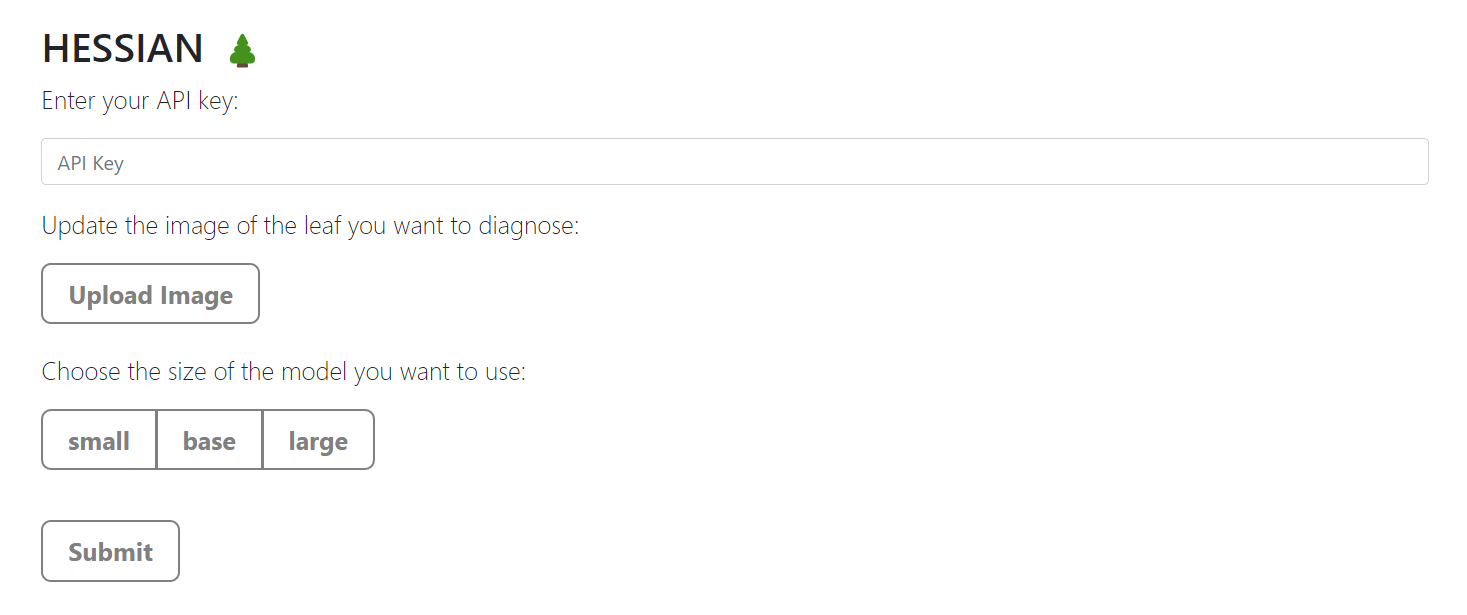 HESSIAN 🌲
Enter your API key:
API Key
Update the image of the leaf you want to diagnose:
Upload Image
Choose the size of the model you want to use:
small base large
Submit